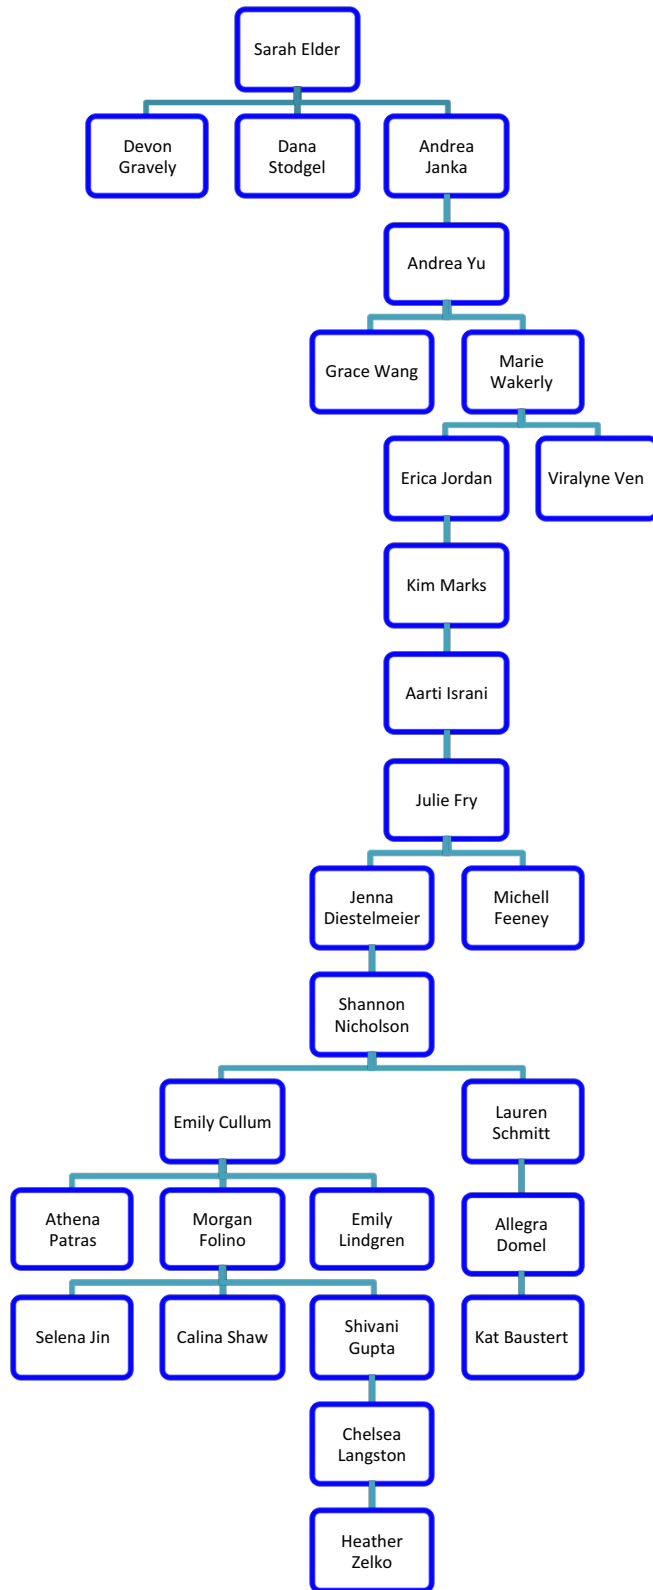 Sarah Elder
Devon
Gravely
Dana
Stodgel
Andrea
Janka
Andrea Yu
Grace Wang
Marie
Wakerly
Erica Jordan
Viralyne Ven
Kim Marks
Aarti Israni
Julie Fry
Jenna
Diestelmeier
Michell
Feeney
Shannon
Nicholson
Emily Cullum
Lauren
Schmitt
Athena
Patras
Morgan
Folino
Emily
Lindgren
Allegra
Domel
Selena Jin
Calina Shaw
Shivani
Gupta
Kat Baustert
Chelsea
Langston
Heather
Zelko